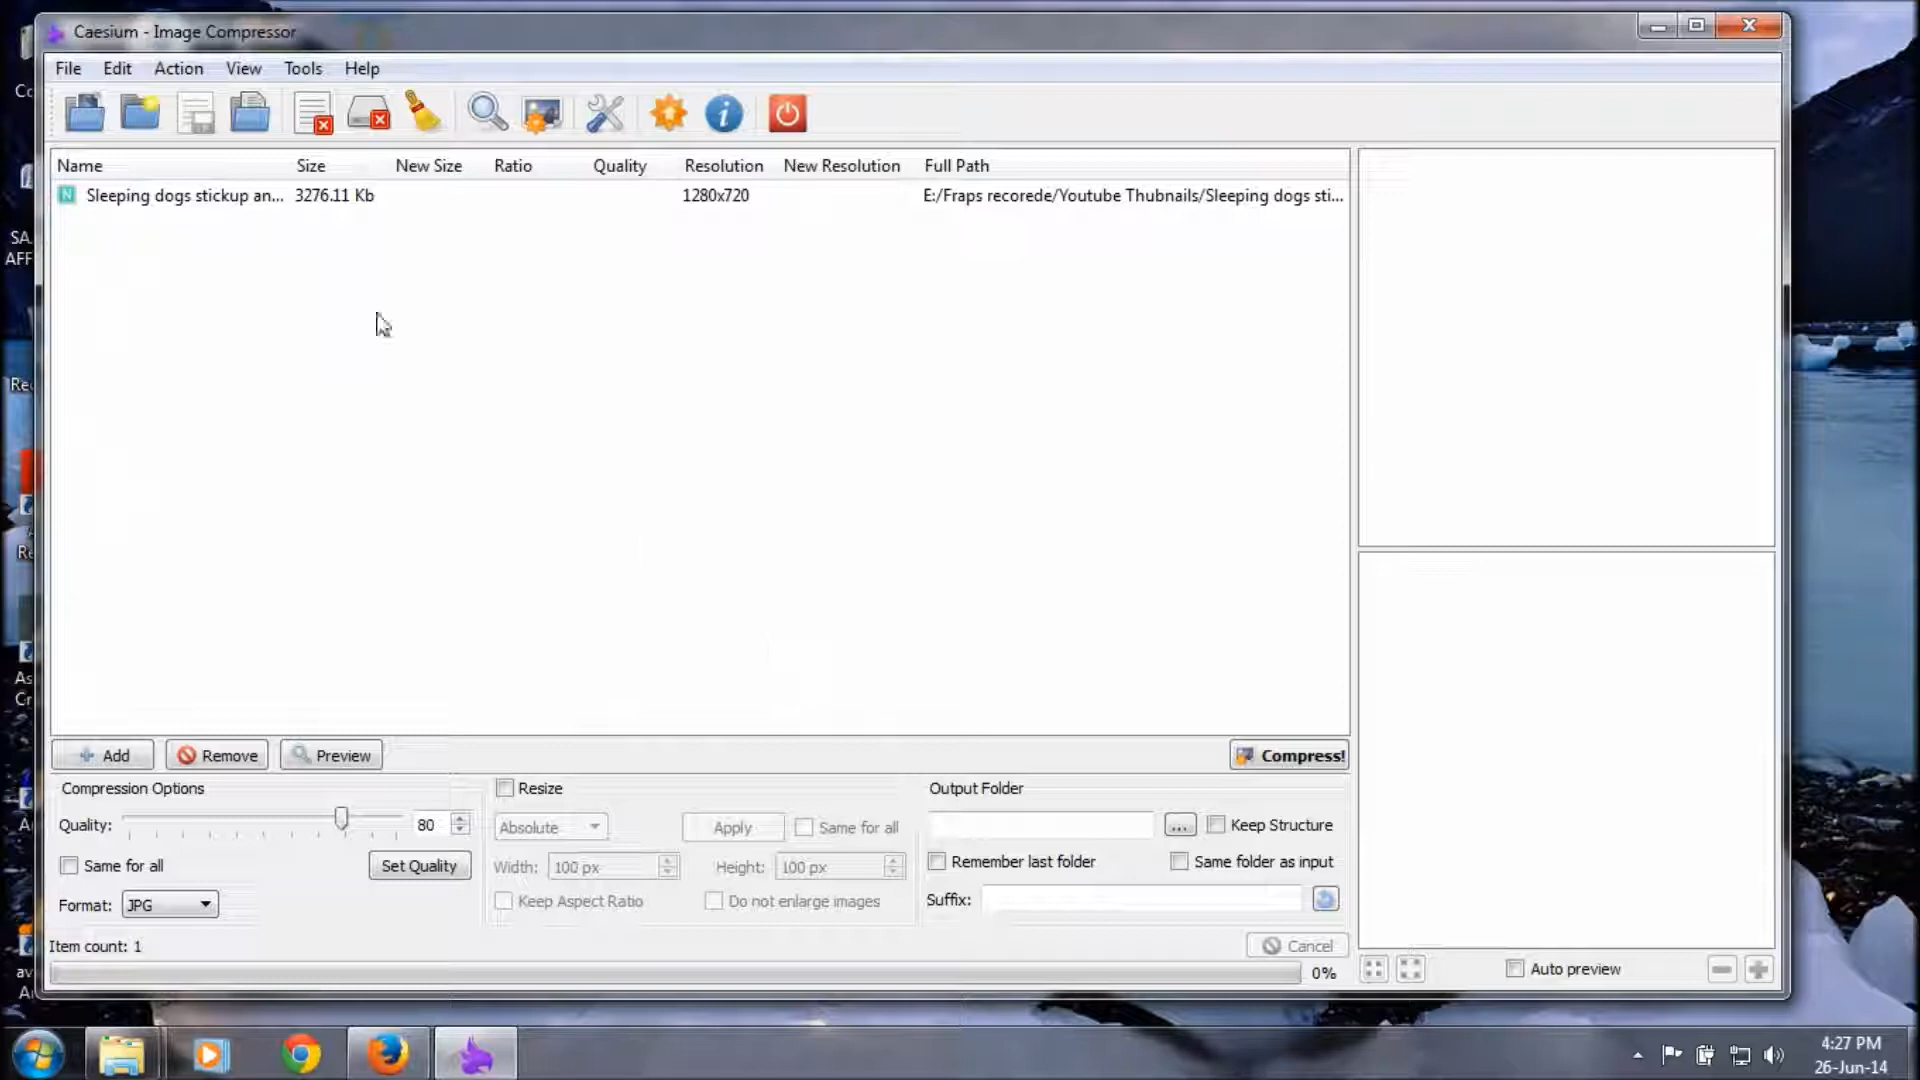 Caesium - Image Compressor
File Edit Action View Tools Help
Name Size New Size Ratio Quality Resolution New Resolution Full Path
N Sleeping dogs stickup an... 3276.11 Kb 1280x720 E:/Fraps recorede/Youtube Thubnails/Sleeping dogs sti...
Add Remove Preview Compress!
Compression Options
Quality: 80
Same for all Set Quality
Format: JPG
Resize
Absolute Apply Same for all
Width: 100 px Height: 100 px
Keep Aspect Ratio Do not enlarge images
Output Folder
... Keep Structure
Remember last folder Same folder as input
Suffix:
Item count: 1
Cancel
0%
Auto preview
SA
AFF
4:27 PM
26-Jun-14